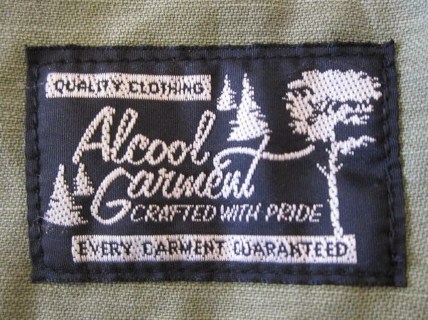 QUALITY CLOTHING
Alcool
Garment
CRAFTED WITH PRIDE
EVERY GARMENT GUARANTEED